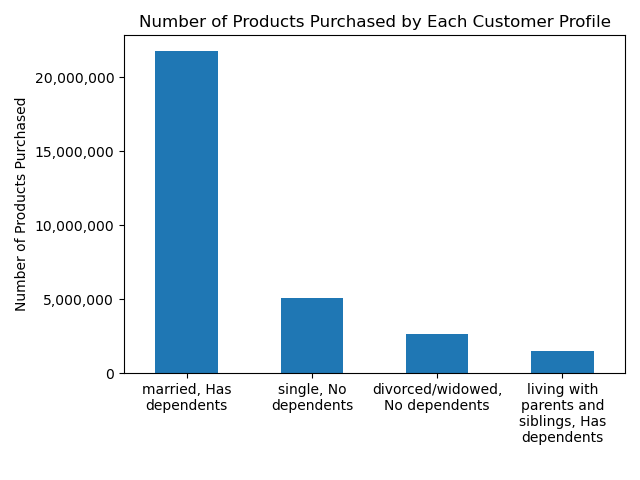 Number of Products Purchased by Each Customer Profile
Number of Products Purchased
20,000,000
15,000,000
10,000,000
5,000,000
0
married, Has
dependents
single, No
dependents
divorced/widowed,
No dependents
living with
parents and
siblings, Has
dependents